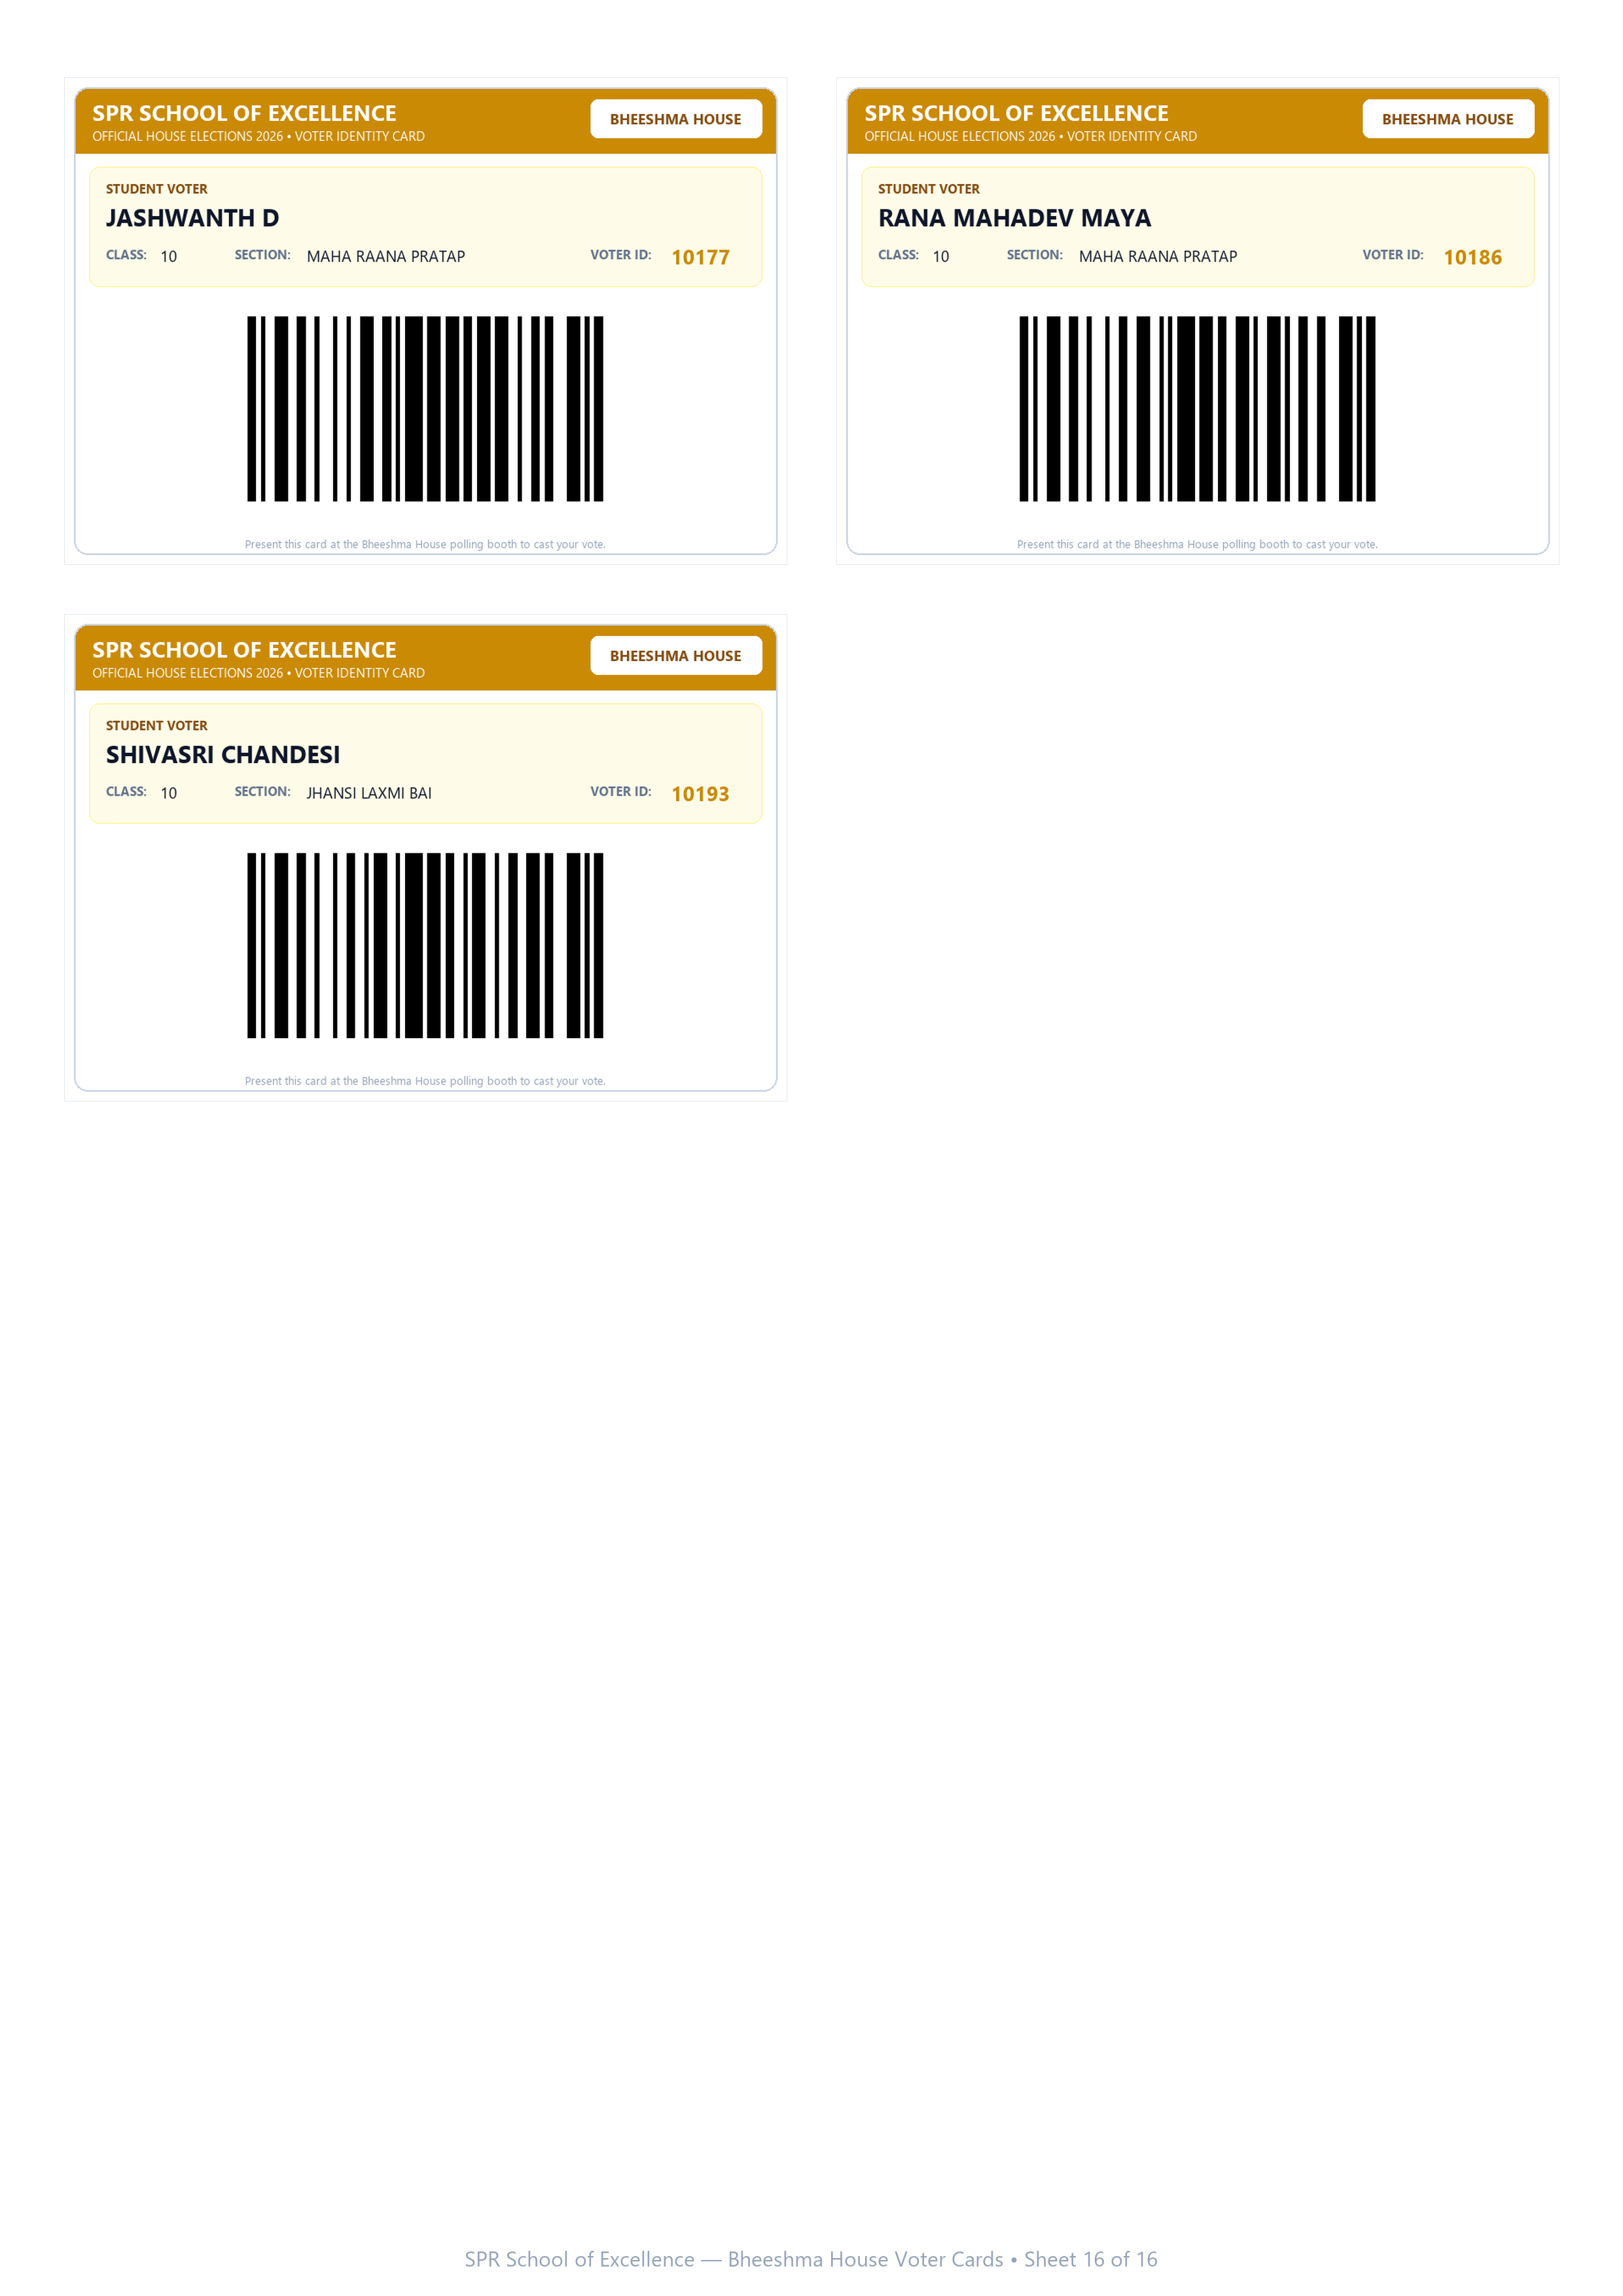 SPR SCHOOL OF EXCELLENCE
OFFICIAL HOUSE ELECTIONS 2026 • VOTER IDENTITY CARD
BHEESHMA HOUSE
STUDENT VOTER
JASHWANTH D
CLASS: 10 SECTION: MAHA RAANA PRATAP VOTER ID: 10177
Present this card at the Bheeshma House polling booth to cast your vote.
SPR SCHOOL OF EXCELLENCE
OFFICIAL HOUSE ELECTIONS 2026 • VOTER IDENTITY CARD
BHEESHMA HOUSE
STUDENT VOTER
RANA MAHADEV MAYA
CLASS: 10 SECTION: MAHA RAANA PRATAP VOTER ID: 10186
Present this card at the Bheeshma House polling booth to cast your vote.
SPR SCHOOL OF EXCELLENCE
OFFICIAL HOUSE ELECTIONS 2026 • VOTER IDENTITY CARD
BHEESHMA HOUSE
STUDENT VOTER
SHIVASRI CHANDESI
CLASS: 10 SECTION: JHANSI LAXMI BAI VOTER ID: 10193
Present this card at the Bheeshma House polling booth to cast your vote.
SPR School of Excellence — Bheeshma House Voter Cards • Sheet 16 of 16